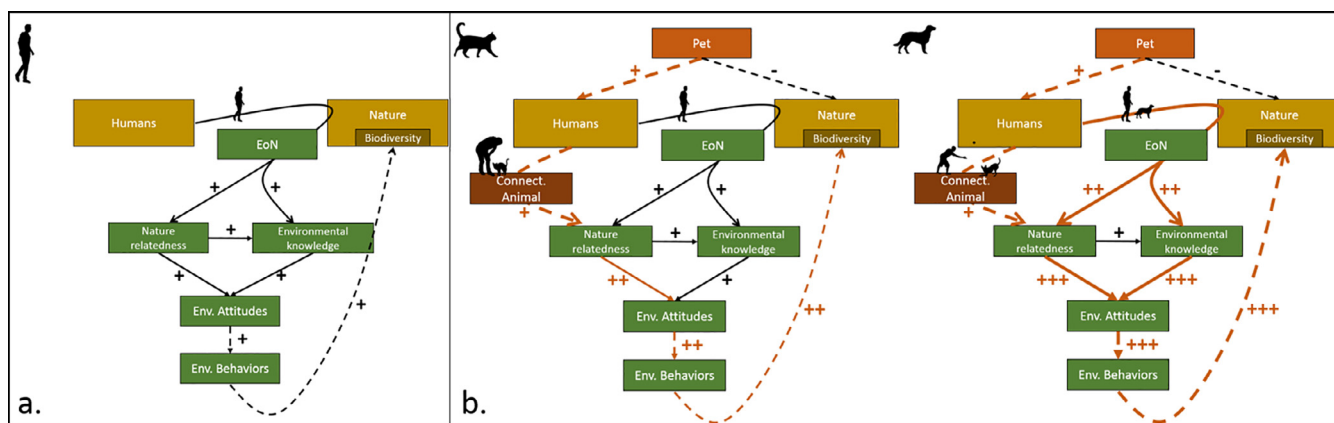 Humans
Nature
Biodiversity
EoN
+
+
Nature
relatedness
+
Environmental
knowledge
+
+
Env. Attitudes
+
+
Env. Behaviors
a.
Pet
+
-
Humans
Nature
Biodiversity
EoN
Connect.
Animal
+
+
+
Nature
relatedness
+
Environmental
knowledge
++
+
Env. Attitudes
++
++
Env. Behaviors
b.
Pet
+
-
Humans
Nature
Biodiversity
EoN
Connect.
Animal
++
++
+
Nature
relatedness
+
Environmental
knowledge
+++
+++
Env. Attitudes
+++
+++
Env. Behaviors